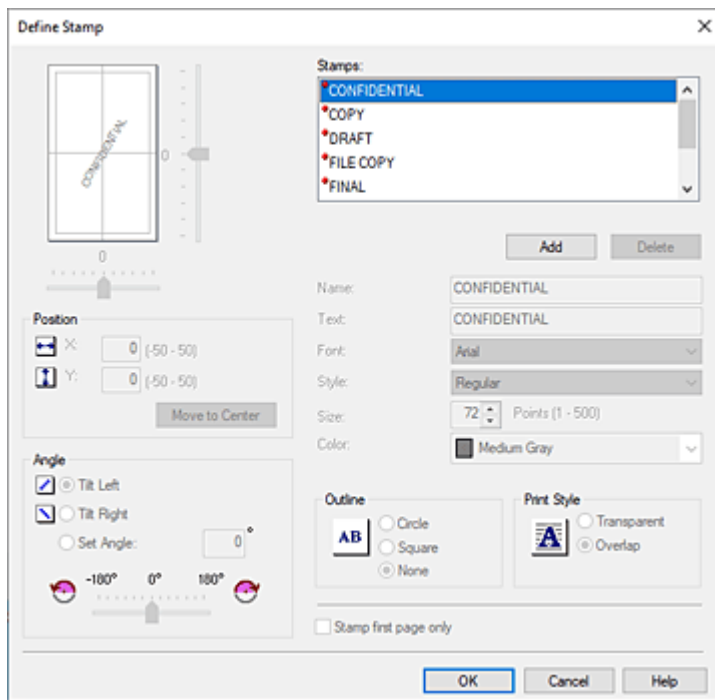 Define Stamp
CONFIDENTIAL
0
0
Position
X: 0 (-50 - 50)
Y: 0 (-50 - 50)
Move to Center
Angle
Tilt Left
Tilt Right
Set Angle: 0 °
-180° 0° 180°
Stamps:
CONFIDENTIAL
COPY
DRAFT
FILE COPY
FINAL
Add Delete
Name: CONFIDENTIAL
Text: CONFIDENTIAL
Font: Arial
Style: Regular
Size: 72 Points (1 - 500)
Color: Medium Gray
Outline
AB
Circle
Square
None
Print Style
A
Transparent
Overlap
Stamp first page only
OK Cancel Help